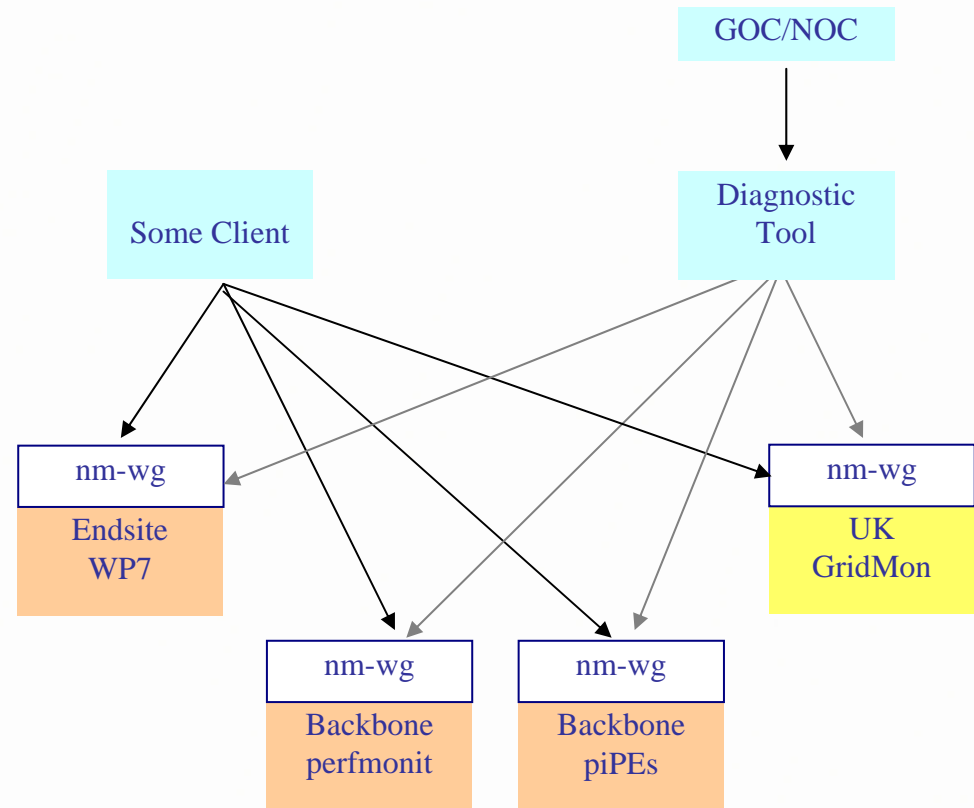 GOC/NOC
Some Client
Diagnostic
Tool
nm-wg
Endsite
WP7
nm-wg
UK
GridMon
nm-wg
Backbone
perfmonit
nm-wg
Backbone
piPEs